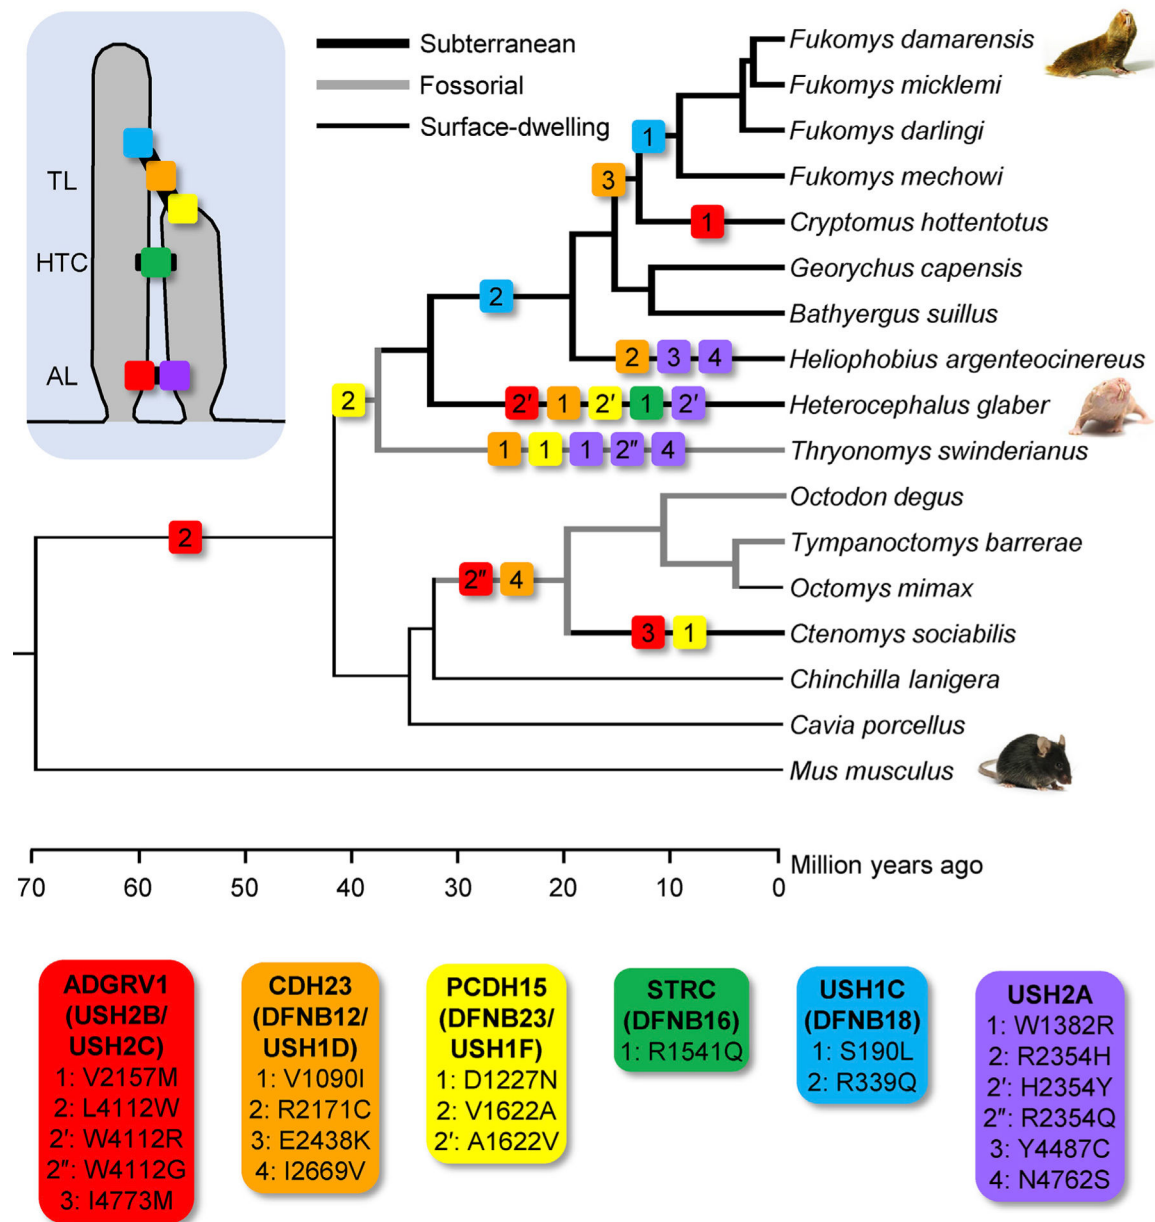 TL
HTC
AL
Subterranean
Fossorial
Surface-dwelling
Fukomys damarensis
Fukomys micklemi
1 Fukomys darlingi
3 Fukomys mechowi
1 Cryptomus hottentotus
Georychus capensis
2 Bathyergus suillus
2 3 4 Heliophobius argenteocinereus
2 2′ 1 2′ 1 2′ Heterocephalus glaber
1 1 1 2″ 4 Thryonomys swinderianus
Octodon degus
2 Tympanoctomys barrerae
2″ 4 Octomys mimax
3 1 Ctenomys sociabilis
Chinchilla lanigera
Cavia porcellus
Mus musculus
Million years ago
70 60 50 40 30 20 10 0
ADGRV1
(USH2B/
USH2C)
1: V2157M
2: L4112W
2′: W4112R
2″: W4112G
3: I4773M
CDH23
(DFNB12/
USH1D)
1: V1090I
2: R2171C
3: E2438K
4: I2669V
PCDH15
(DFNB23/
USH1F)
1: D1227N
2: V1622A
2′: A1622V
STRC
(DFNB16)
1: R1541Q
USH1C
(DFNB18)
1: S190L
2: R339Q
USH2A
1: W1382R
2: R2354H
2′: H2354Y
2″: R2354Q
3: Y4487C
4: N4762S